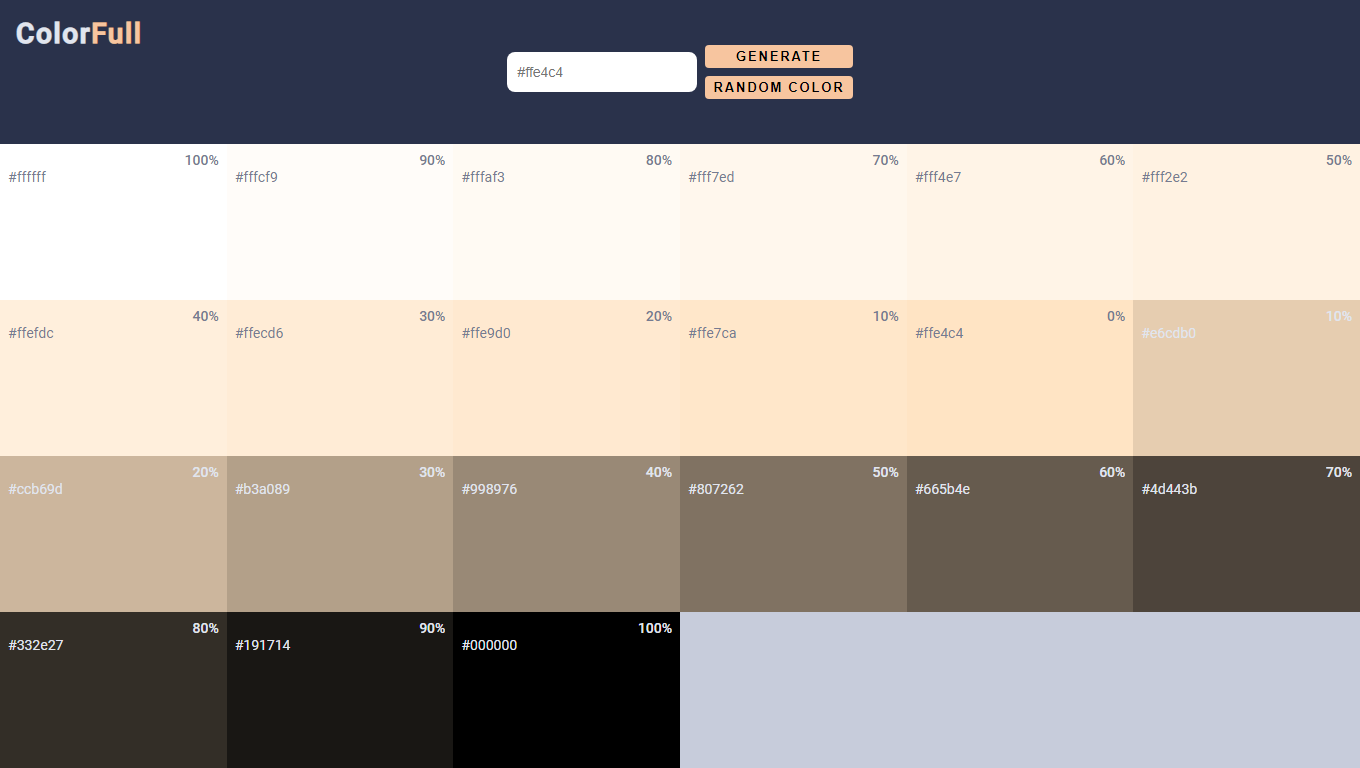 ColorFull
#ffe4c4
GENERATE
RANDOM COLOR
100%
#ffffff
90%
#fffcf9
80%
#fffaf3
70%
#fff7ed
60%
#fff4e7
50%
#fff2e2
40%
#ffefdc
30%
#ffecd6
20%
#ffe9d0
10%
#ffe7ca
0%
#ffe4c4
10%
#e6cdb0
20%
#ccb69d
30%
#b3a089
40%
#998976
50%
#807262
60%
#665b4e
70%
#4d443b
80%
#332e27
90%
#191714
100%
#000000